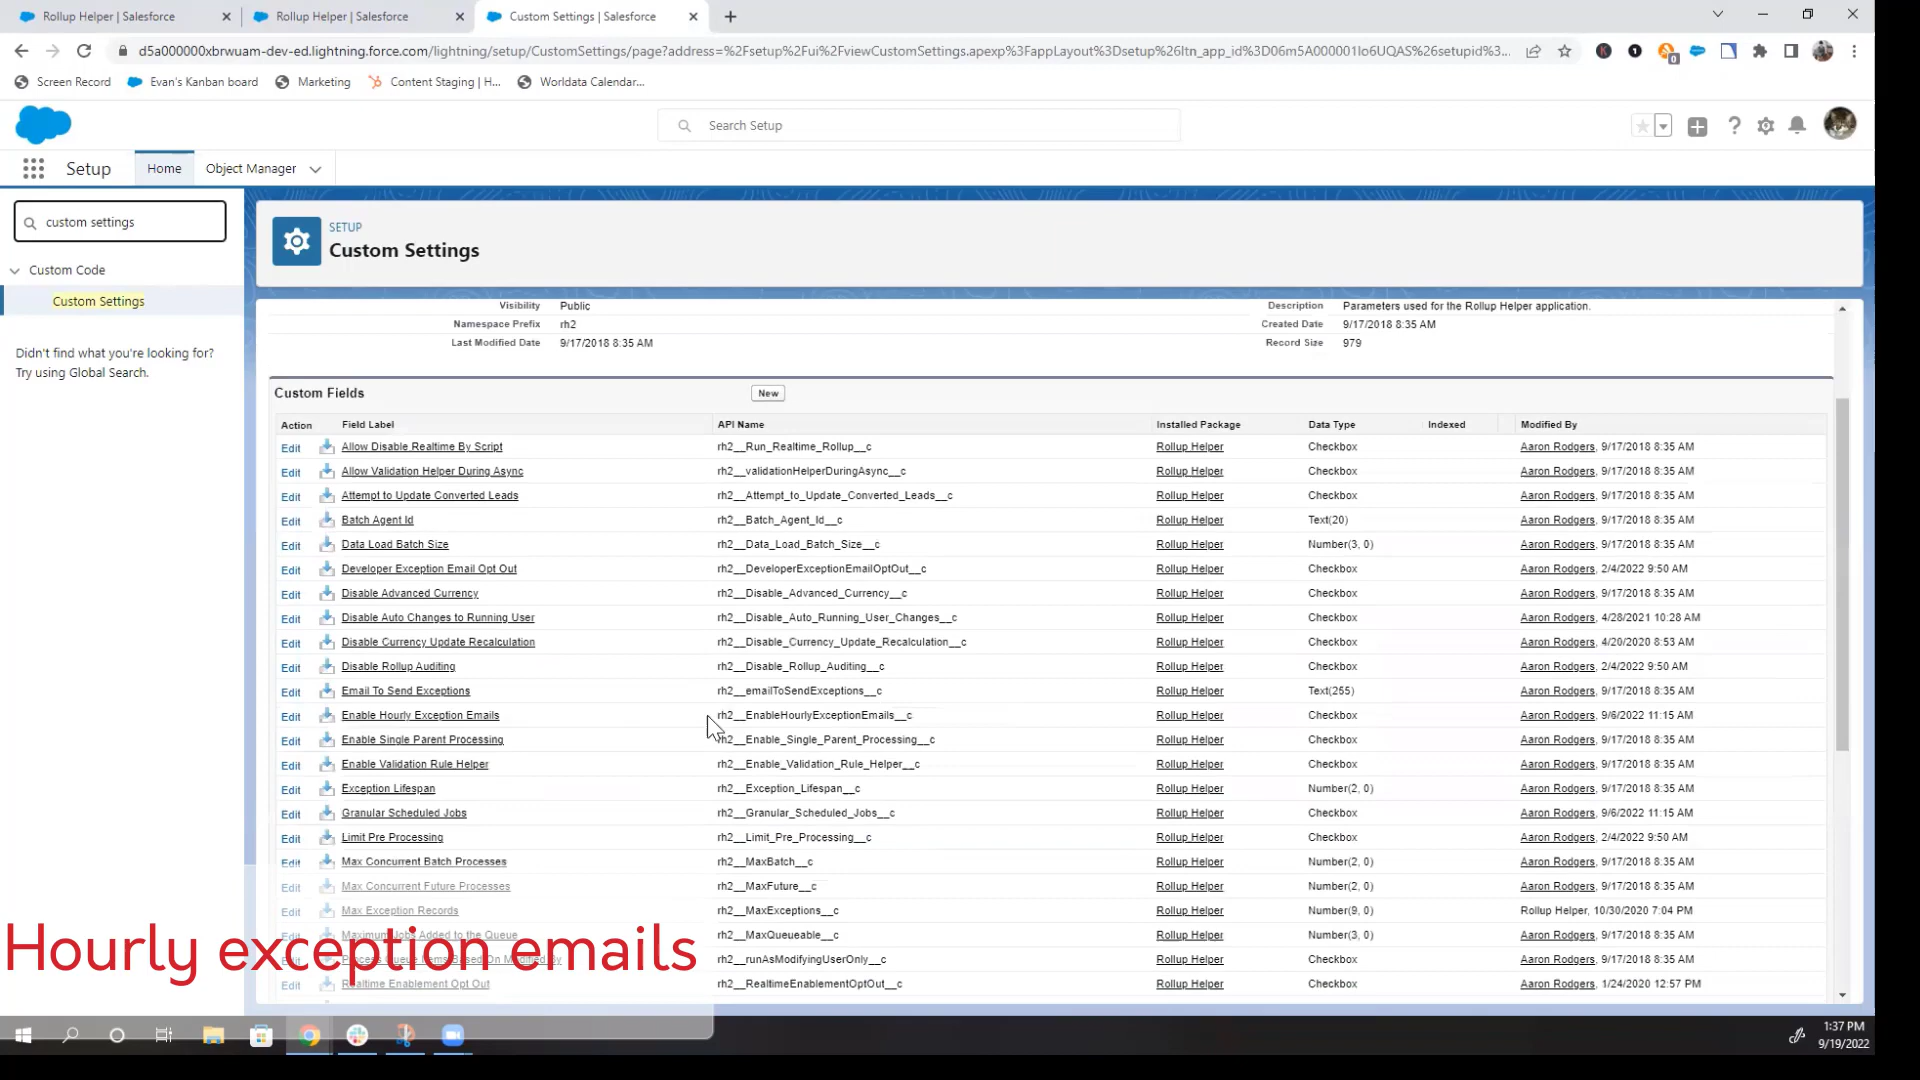 Rollup Helper | Salesforce
Rollup Helper | Salesforce
Custom Settings | Salesforce
d5a000000xbrwuam-dev-ed.lightning.force.com/lightning/setup/CustomSettings/page?address=%2Fsetup%2Fui%2FviewCustomSettings.apexp%3FappLayout%3Dsetup%26ltn_app_id%3D06m5A000001lo6UQAS%26setupid%3...
0
Screen Record
Evan's Kanban board
Marketing
Content Staging | H...
Worldata Calendar...
Search Setup
Setup
Home
Object Manager
custom settings
Custom Code
Custom Settings
Didn't find what you're looking for?
Try using Global Search.
SETUP
Custom Settings
Visibility Public Description Parameters used for the Rollup Helper application.
Namespace Prefix rh2 Created Date 9/17/2018 8:35 AM
Last Modified Date 9/17/2018 8:35 AM Record Size 979
Custom Fields New
Action Field Label API Name Installed Package Data Type Indexed Modified By
Edit Allow Disable Realtime By Script rh2__Run_Realtime_Rollup__c Rollup Helper Checkbox Aaron Rodgers, 9/17/2018 8:35 AM
Edit Allow Validation Helper During Async rh2__validationHelperDuringAsync__c Rollup Helper Checkbox Aaron Rodgers, 9/17/2018 8:35 AM
Edit Attempt to Update Converted Leads rh2__Attempt_to_Update_Converted_Leads__c Rollup Helper Checkbox Aaron Rodgers, 9/17/2018 8:35 AM
Edit Batch Agent Id rh2__Batch_Agent_Id__c Rollup Helper Text(20) Aaron Rodgers, 9/17/2018 8:35 AM
Edit Data Load Batch Size rh2__Data_Load_Batch_Size__c Rollup Helper Number(3, 0) Aaron Rodgers, 9/17/2018 8:35 AM
Edit Developer Exception Email Opt Out rh2__DeveloperExceptionEmailOptOut__c Rollup Helper Checkbox Aaron Rodgers, 2/4/2022 9:50 AM
Edit Disable Advanced Currency rh2__Disable_Advanced_Currency__c Rollup Helper Checkbox Aaron Rodgers, 9/17/2018 8:35 AM
Edit Disable Auto Changes to Running User rh2__Disable_Auto_Running_User_Changes__c Rollup Helper Checkbox Aaron Rodgers, 4/28/2021 10:28 AM
Edit Disable Currency Update Recalculation rh2__Disable_Currency_Update_Recalculation__c Rollup Helper Checkbox Aaron Rodgers, 4/20/2020 8:53 AM
Edit Disable Rollup Auditing rh2__Disable_Rollup_Auditing__c Rollup Helper Checkbox Aaron Rodgers, 2/4/2022 9:50 AM
Edit Email To Send Exceptions rh2__emailToSendExceptions__c Rollup Helper Text(255) Aaron Rodgers, 9/17/2018 8:35 AM
Edit Enable Hourly Exception Emails rh2__EnableHourlyExceptionEmails__c Rollup Helper Checkbox Aaron Rodgers, 9/6/2022 11:15 AM
Edit Enable Single Parent Processing rh2__Enable_Single_Parent_Processing__c Rollup Helper Checkbox Aaron Rodgers, 9/17/2018 8:35 AM
Edit Enable Validation Rule Helper rh2__Enable_Validation_Rule_Helper__c Rollup Helper Checkbox Aaron Rodgers, 9/17/2018 8:35 AM
Edit Exception Lifespan rh2__Exception_Lifespan__c Rollup Helper Number(2, 0) Aaron Rodgers, 9/17/2018 8:35 AM
Edit Granular Scheduled Jobs rh2__Granular_Scheduled_Jobs__c Rollup Helper Checkbox Aaron Rodgers, 9/6/2022 11:15 AM
Edit Limit Pre Processing rh2__Limit_Pre_Processing__c Rollup Helper Checkbox Aaron Rodgers, 2/4/2022 9:50 AM
Edit Max Concurrent Batch Processes rh2__MaxBatch__c Rollup Helper Number(2, 0) Aaron Rodgers, 9/17/2018 8:35 AM
Edit Max Concurrent Future Processes rh2__MaxFuture__c Rollup Helper Number(2, 0) Aaron Rodgers, 9/17/2018 8:35 AM
Edit Max Exception Records rh2__MaxExceptions__c Rollup Helper Number(9, 0) Rollup Helper, 10/30/2020 7:04 PM
Edit Maximum Jobs Added to the Queue rh2__MaxQueueable__c Rollup Helper Number(3, 0) Aaron Rodgers, 9/17/2018 8:35 AM
Edit Process Queue Items Based On Modified By rh2__runAsModifyingUserOnly__c Rollup Helper Checkbox Aaron Rodgers, 9/17/2018 8:35 AM
Edit Realtime Enablement Opt Out rh2__RealtimeEnablementOptOut__c Rollup Helper Checkbox Aaron Rodgers, 1/24/2020 12:57 PM
Hourly exception emails
1:37 PM
9/19/2022